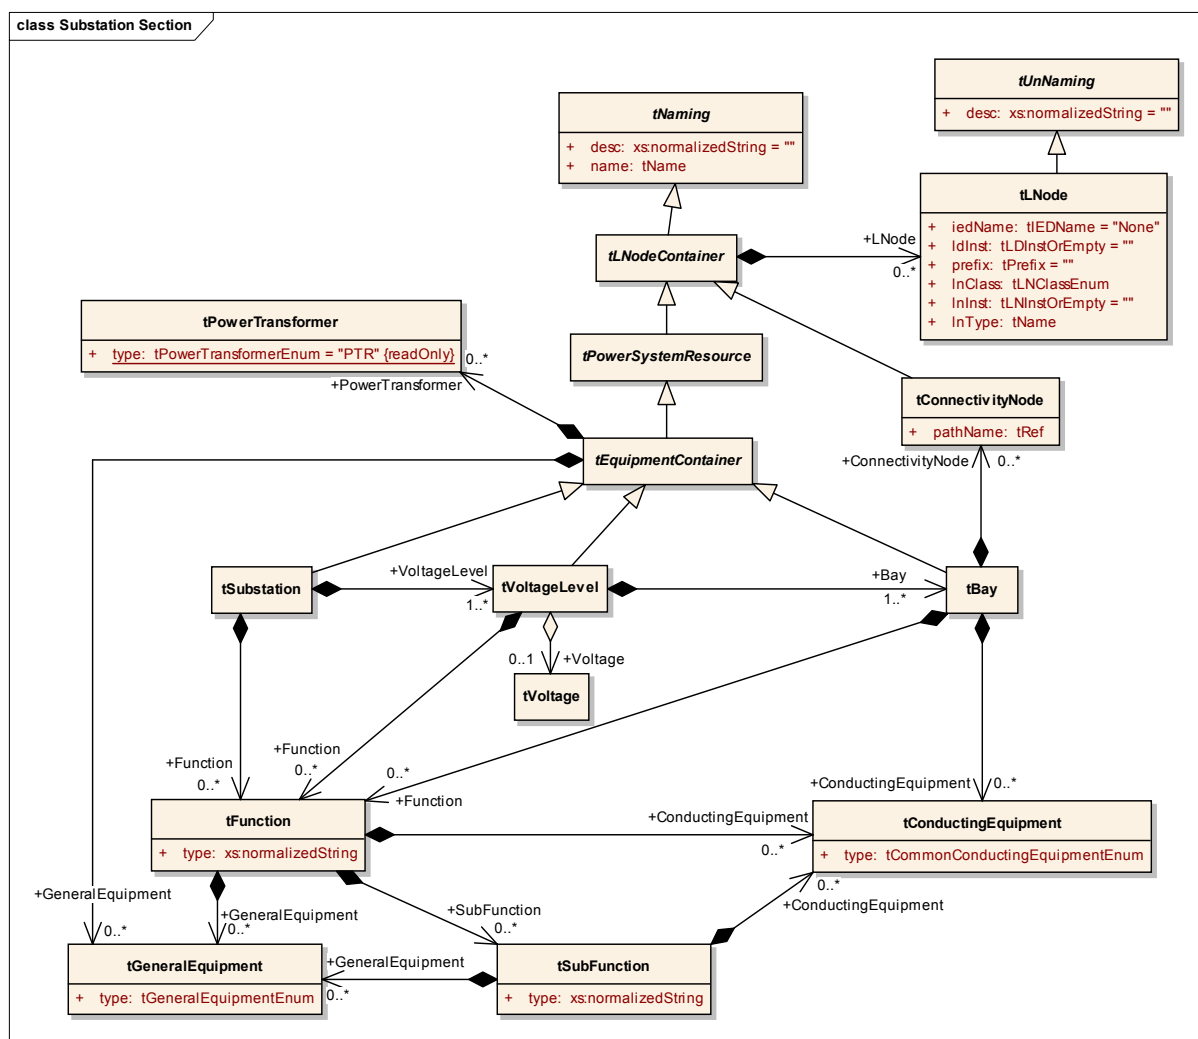 class Substation Section
tUnNaming
+ desc: xs:normalizedString = ""
tNaming
+ desc: xs:normalizedString = ""
+ name: tName
tLNode
+ iedName: tIEDName = "None"
+ ldInst: tLDInstOrEmpty = ""
+ prefix: tPrefix = ""
+ lnClass: tLNClassEnum
+ lnInst: tLNInstOrEmpty = ""
+ lnType: tName
+LNode
0..*
tLNodeContainer
tPowerTransformer
+ type: tPowerTransformerEnum = "PTR" {readOnly}
0..*
+PowerTransformer
tPowerSystemResource
tConnectivityNode
+ pathName: tRef
+ConnectivityNode
0..*
tEquipmentContainer
tSubstation
+VoltageLevel
1..*
tVoltageLevel
+Bay
1..*
tBay
0..1
+Voltage
tVoltage
+Function
0..*
+Function
0..*
0..*
+Function
+ConductingEquipment
0..*
tFunction
+ type: xs:normalizedString
+ConductingEquipment
0..*
tConductingEquipment
+ type: tCommonConductingEquipmentEnum
0..*
+ConductingEquipment
+GeneralEquipment
0..*
+GeneralEquipment
0..*
+SubFunction
0..*
tGeneralEquipment
+ type: tGeneralEquipmentEnum
+GeneralEquipment
0..*
tSubFunction
+ type: xs:normalizedString